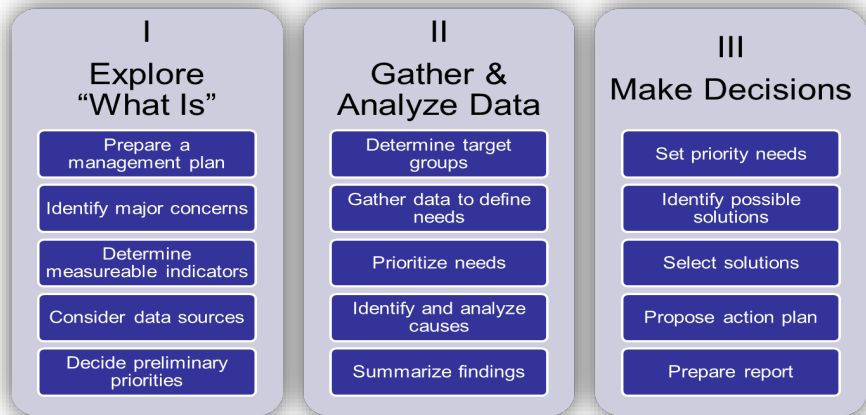 I
Explore
“What Is”
Prepare a
management plan
Identify major concerns
Determine
measureable indicators
Consider data sources
Decide preliminary
priorities
II
Gather &
Analyze Data
Determine target
groups
Gather data to define
needs
Prioritize needs
Identify and analyze
causes
Summarize findings
III
Make Decisions
Set priority needs
Identify possible
solutions
Select solutions
Propose action plan
Prepare report